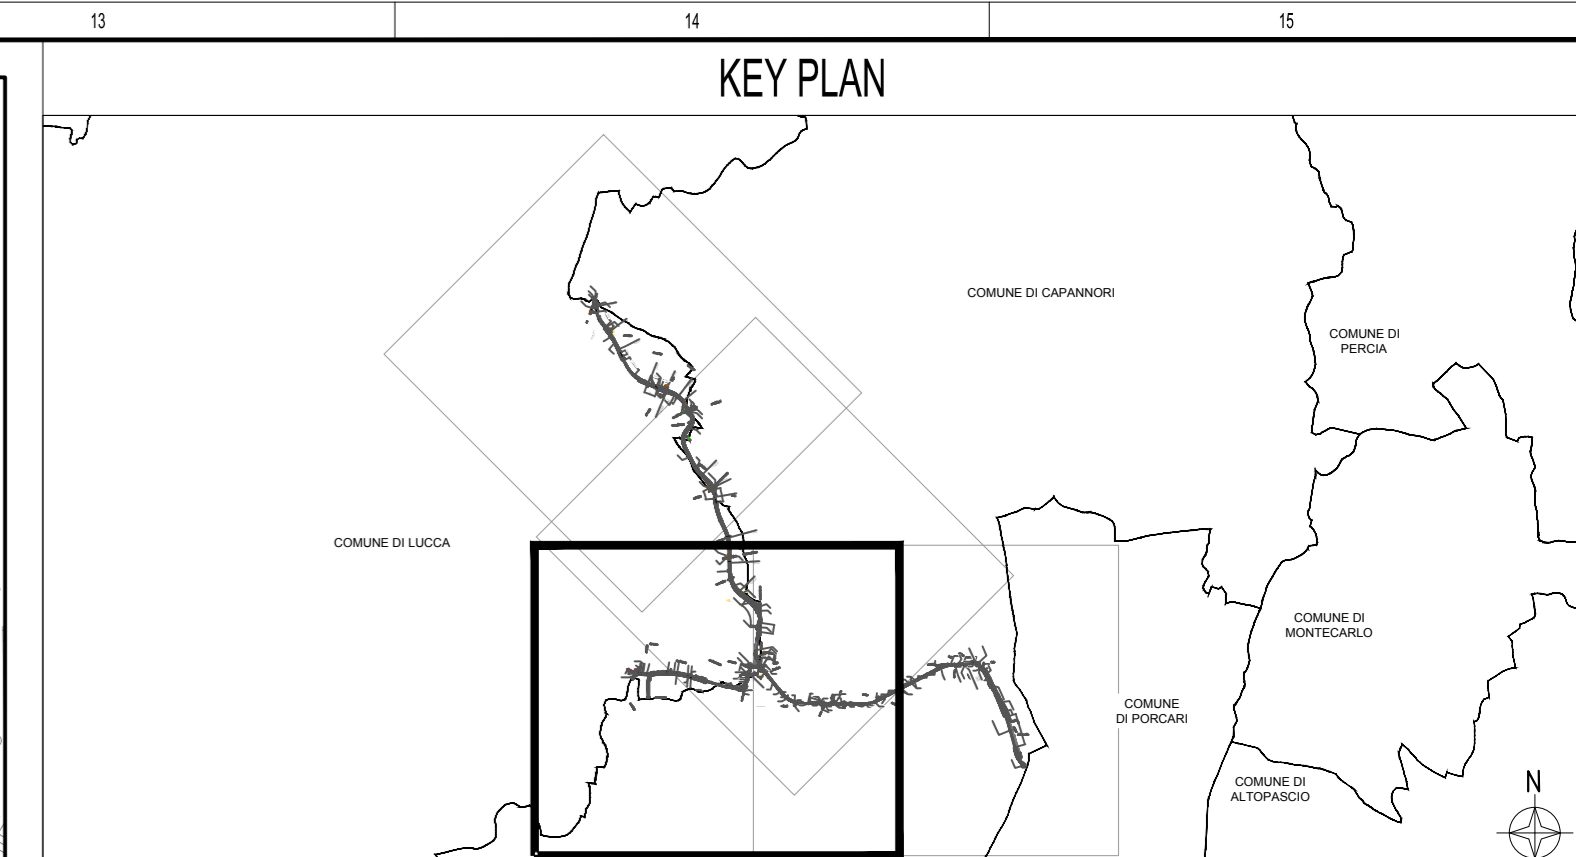 13
14
15
KEY PLAN
COMUNE DI CAPANNORI
COMUNE DI
PERCIA
COMUNE DI LUCCA
COMUNE DI
MONTECARLO
COMUNE
DI PORCARI
COMUNE DI
ALTOPASCIO
N